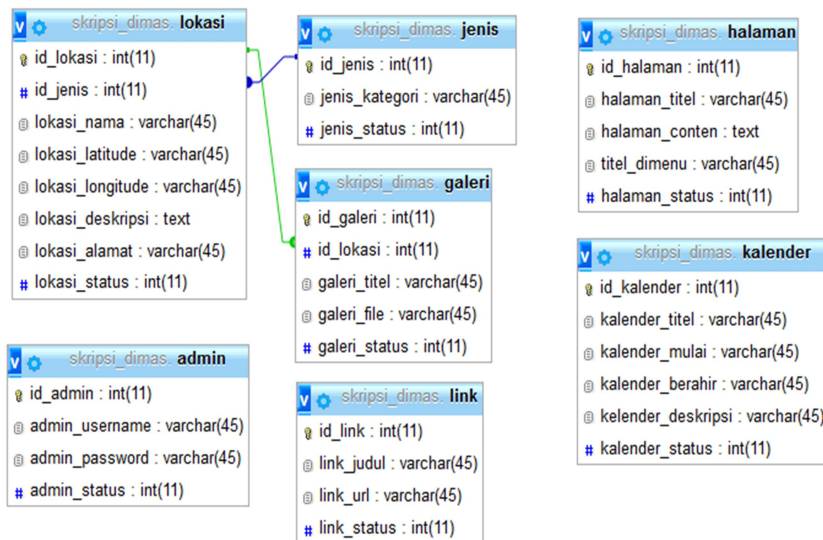 skripsi_dimas. lokasi
id_lokasi : int(11)
id_jenis : int(11)
lokasi_nama : varchar(45)
lokasi_latitude : varchar(45)
lokasi_longitude : varchar(45)
lokasi_deskripsi : text
lokasi_alamat : varchar(45)
lokasi_status : int(11)
skripsi_dimas. jenis
id_jenis : int(11)
jenis_kategori : varchar(45)
jenis_status : int(11)
skripsi_dimas. halaman
id_halaman : int(11)
halaman_titel : varchar(45)
halaman_conten : text
titel_dimenu : varchar(45)
halaman_status : int(11)
skripsi_dimas. galeri
id_galeri : int(11)
id_lokasi : int(11)
galeri_titel : varchar(45)
galeri_file : varchar(45)
galeri_status : int(11)
skripsi_dimas. kalender
id_kalender : int(11)
kalender_titel : varchar(45)
kalender_mulai : varchar(45)
kalender_berahir : varchar(45)
kelender_deskripsi : varchar(45)
kalender_status : int(11)
skripsi_dimas. admin
id_admin : int(11)
admin_username : varchar(45)
admin_password : varchar(45)
admin_status : int(11)
skripsi_dimas. link
id_link : int(11)
link_judul : varchar(45)
link_url : varchar(45)
link_status : int(11)